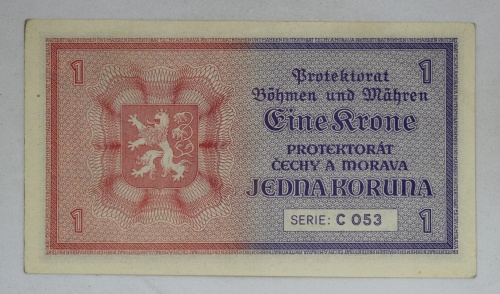 1
1
Protektorat
Böhmen und Mähren
Eine Krone
PROTEKTORÁT
ČECHY A MORAVA
JEDNA KORUNA
SERIE: C 053
1
1